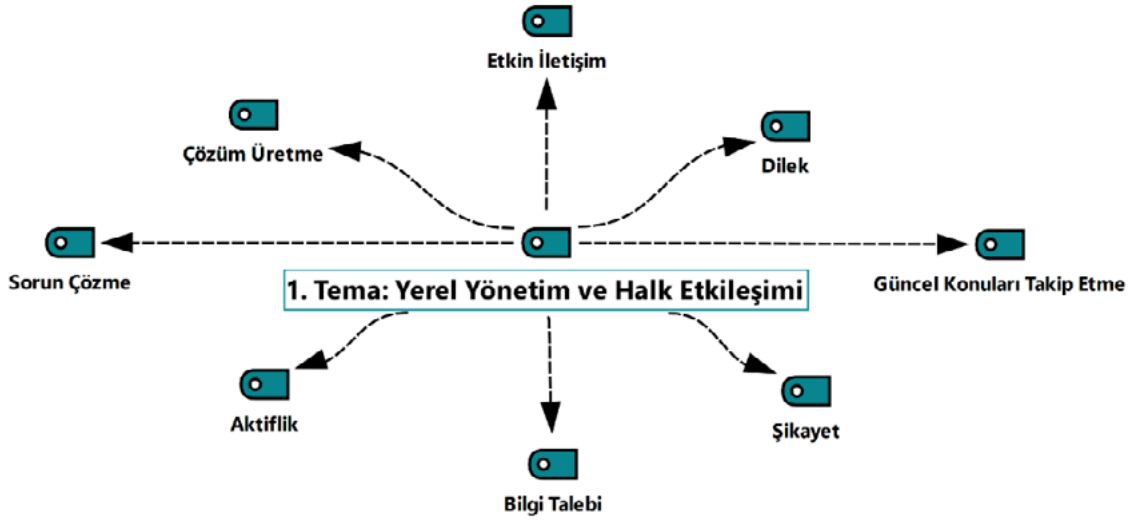 Etkin İletişim
Çözüm Üretme
Dilek
Sorun Çözme
Güncel Konuları Takip Etme
1. Tema: Yerel Yönetim ve Halk Etkileşimi
Aktiflik
Şikayet
Bilgi Talebi